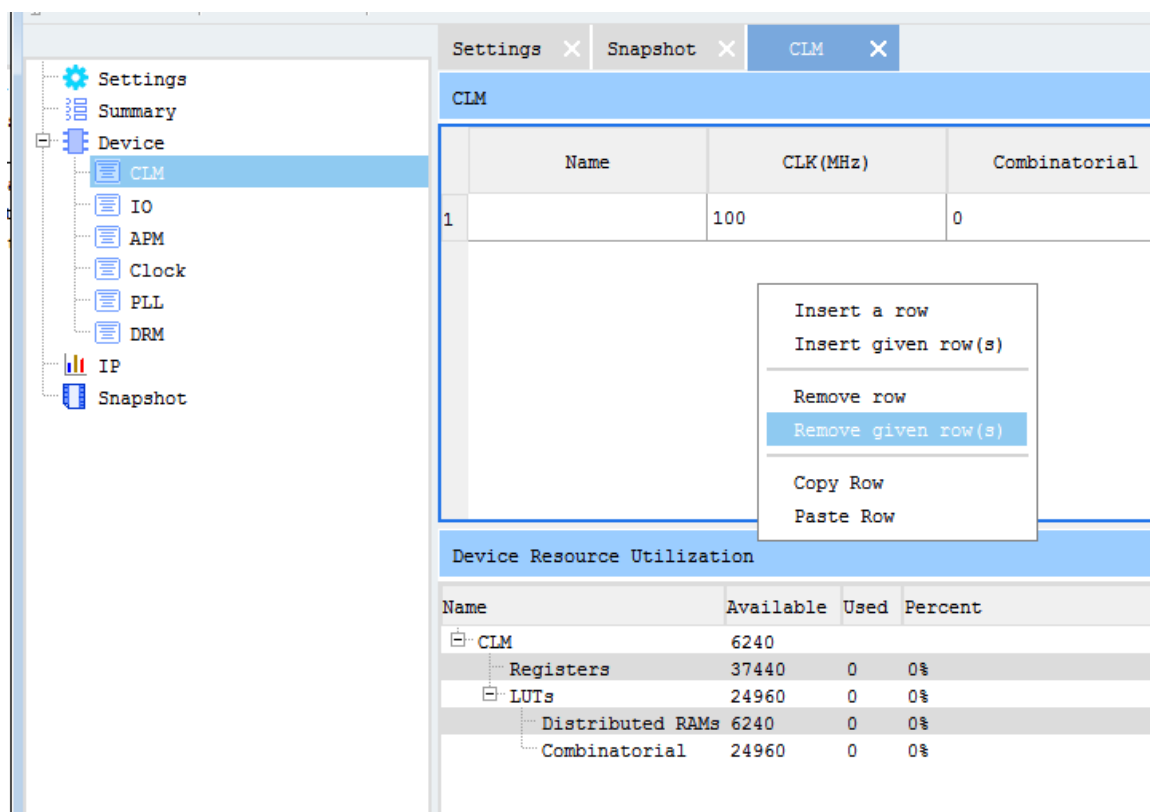 Settings
Summary
Device
CLM
IO
APM
Clock
PLL
DRM
IP
Snapshot
Settings Snapshot CLM
CLM
Name CLK(MHz) Combinatorial
1 100 0
Insert a row
Insert given row(s)
Remove row
Remove given row(s)
Copy Row
Paste Row
Device Resource Utilization
Name Available Used Percent
CLM 6240
Registers 37440 0 0%
LUTs 24960 0 0%
Distributed RAMs 6240 0 0%
Combinatorial 24960 0 0%